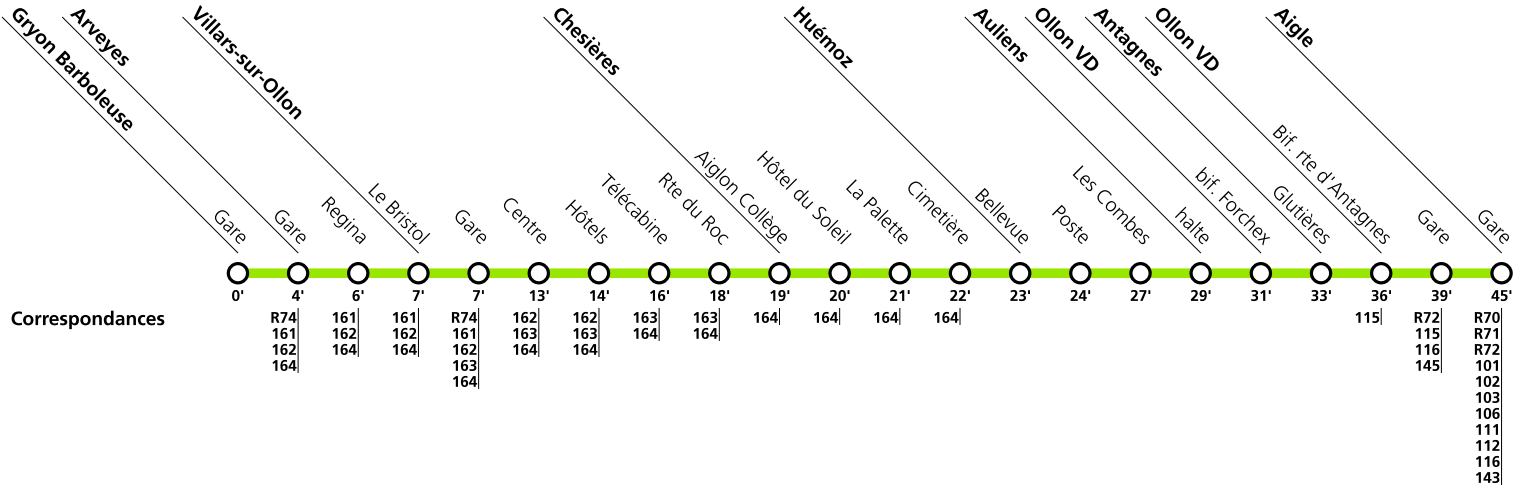 Gryon Barboleuse
Arveyes
Villars-sur-Ollon
Chesières
Huémoz
Auliens
Ollon VD
Antagnes
Ollon VD
Aigle
Gare
Gare
Regina
Le Bristol
Gare
Centre
Hôtels
Télécabine
Rte du Roc
Aiglon Collège
Hôtel du Soleil
La Palette
Cimetière
Bellevue
Poste
Les Combes
halte
bif. Forchex
Glutières
Bif. rte d'Antagnes
Gare
Gare
0' 4' 6' 7' 7' 13' 14' 16' 18' 19' 20' 21' 22' 23' 24' 27' 29' 31' 33' 36' 39' 45'
Correspondances R74 161 161 R74 162 162 163 163 164 164 164 164 115 R72 R70
161 162 162 161 163 163 164 164 115 R71
162 164 164 162 164 164 116 R72
164 163 145 101
164 102
103
106
111
112
116
143